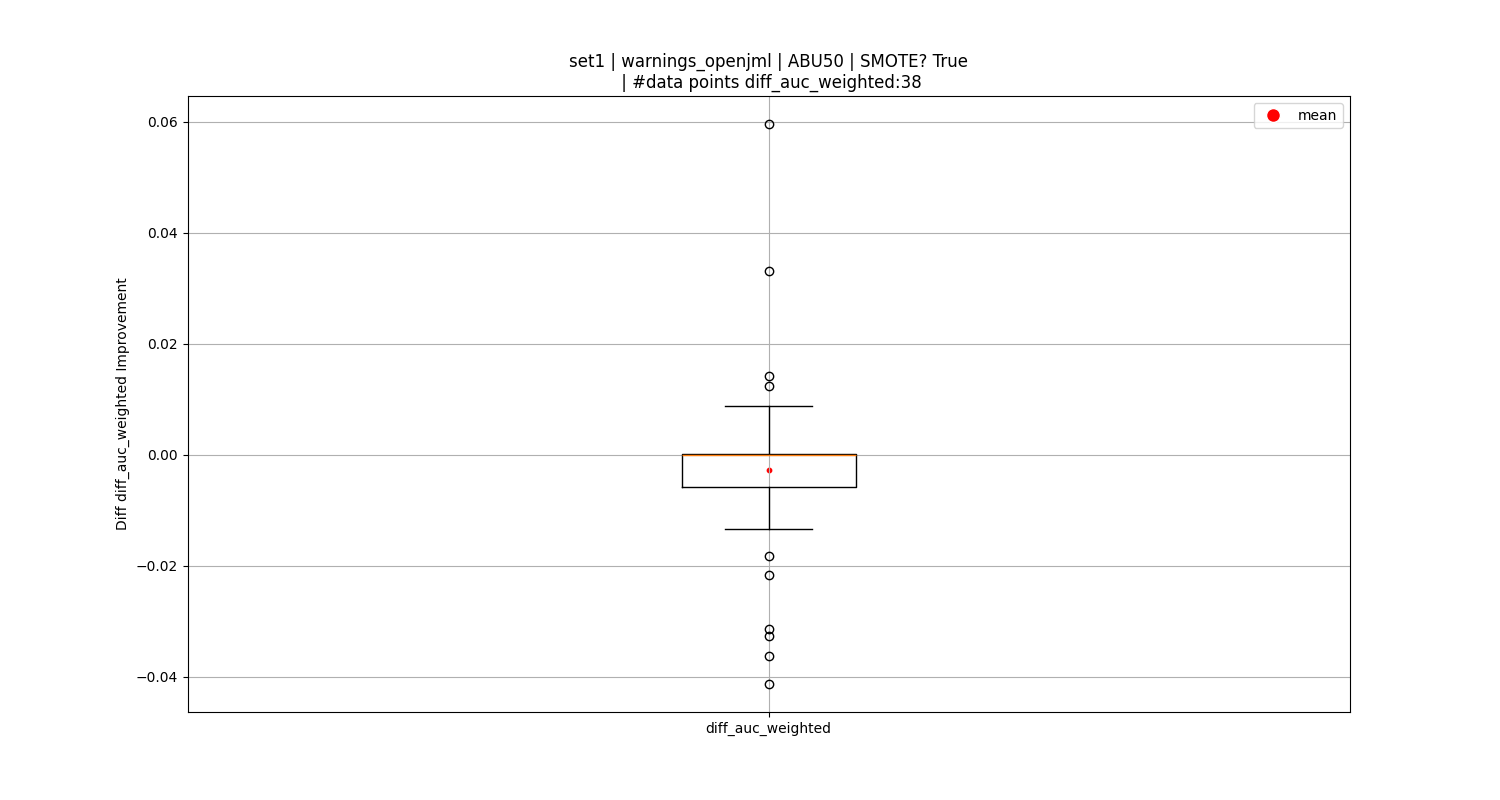 set1 | warnings_openjml | ABU50 | SMOTE? True
| #data points diff_auc_weighted:38
mean
0.06
0.04
0.02
0.00
−0.02
−0.04
Diff diff_auc_weighted Improvement
diff_auc_weighted